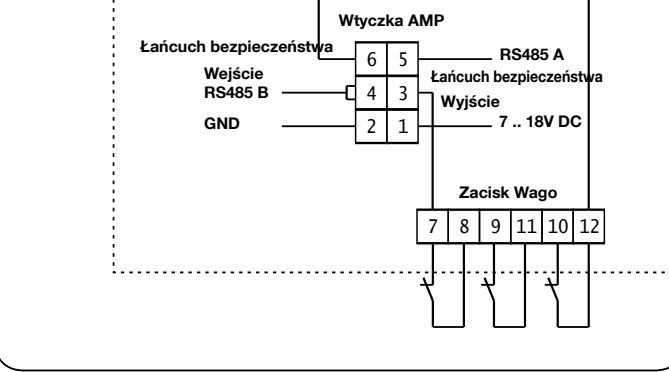 Wtyczka AMP
Łańcuch bezpieczeństwa
Wejście
6 5
RS485 A
RS485 B
4 3
Łańcuch bezpieczeństwa
Wyjście
GND
2 1
7 .. 18V DC
Zacisk Wago
7 8 9 11 10 12